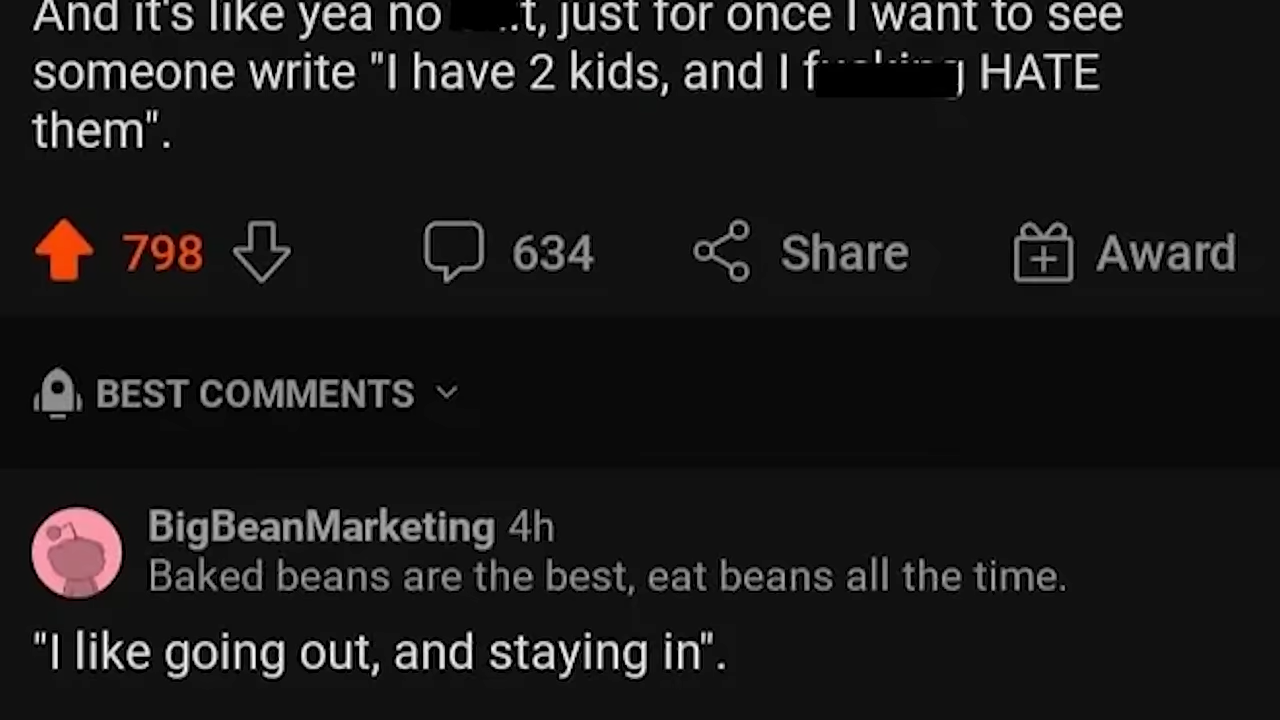 And it's like yea no t, just for once I want to see
someone write "I have 2 kids, and I f g HATE
them".
798
634
Share
Award
BEST COMMENTS
BigBeanMarketing 4h
Baked beans are the best, eat beans all the time.
"I like going out, and staying in".